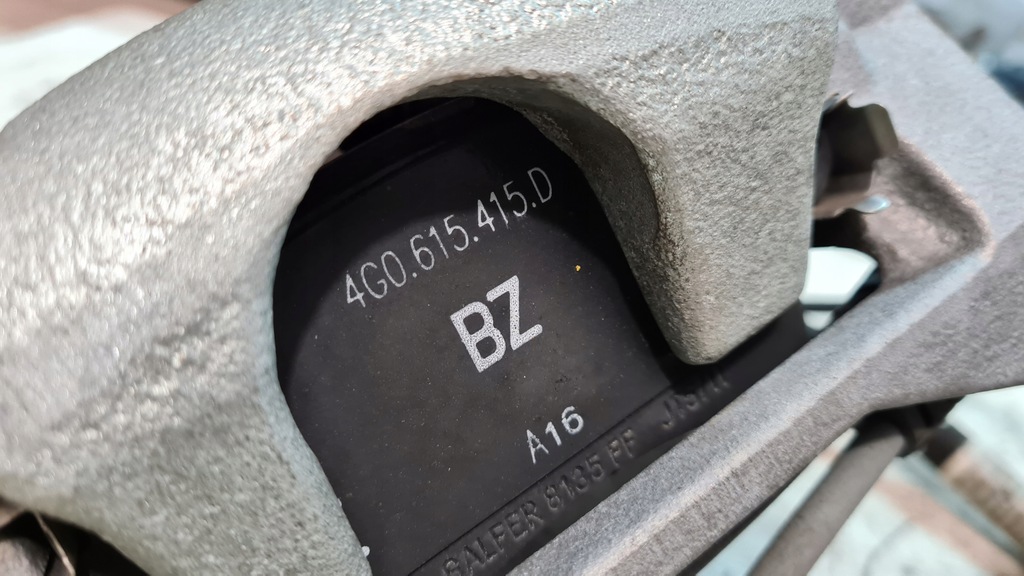 4G0.615.415.D
BZ
A16
GALFER 8135 FF